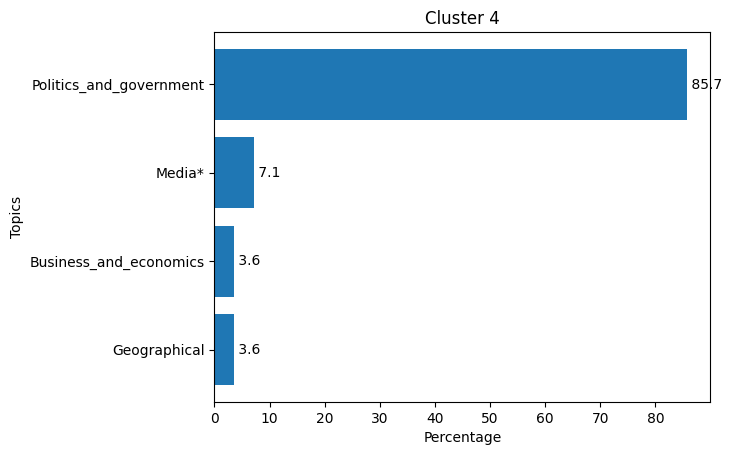 Cluster 4
Topics
Politics_and_government
85.7
Media*
7.1
Business_and_economics
3.6
Geographical
3.6
0 10 20 30 40 50 60 70 80
Percentage